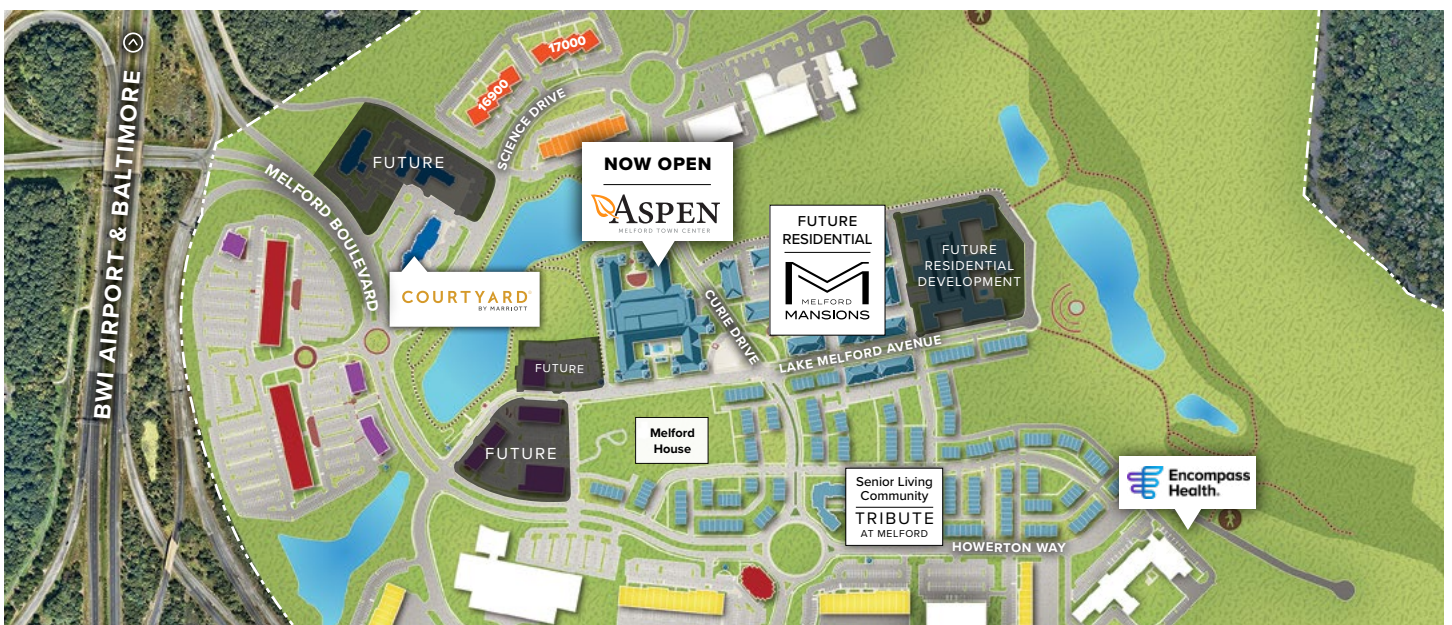 BWI AIRPORT & BALTIMORE
17000
16900
SCIENCE DRIVE
FUTURE
MELFORD BOULEVARD
NOW OPEN
ASPEN
MELFORD TOWN CENTER
COURTYARD
BY MARRIOTT
FUTURE
RESIDENTIAL
M
MELFORD
MANSIONS
FUTURE
RESIDENTIAL
DEVELOPMENT
CURIE DRIVE
LAKE MELFORD AVENUE
FUTURE
FUTURE
Melford
House
Senior Living
Community
TRIBUTE
AT MELFORD
Encompass
Health.
HOWERTON WAY